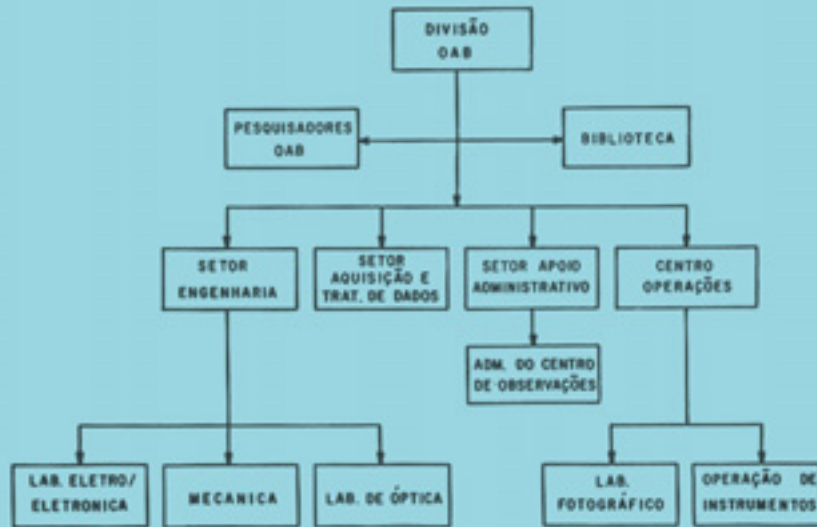 DIVISÃO
OAB
PESQUISADORES
OAB
BIBLIOTECA
SETOR
ENGENHARIA
SETOR
AQUISIÇÃO E
TRAT. DE DADOS
SETOR APOIO
ADMINISTRATIVO
CENTRO
OPERAÇÕES
ADM. DO CENTRO
DE OBSERVAÇÕES
LAB. ELETRO/
ELETRONICA
MECANICA
LAB. DE ÓPTICA
LAB.
FOTOGRÁFICO
OPERAÇÃO DE
INSTRUMENTOS